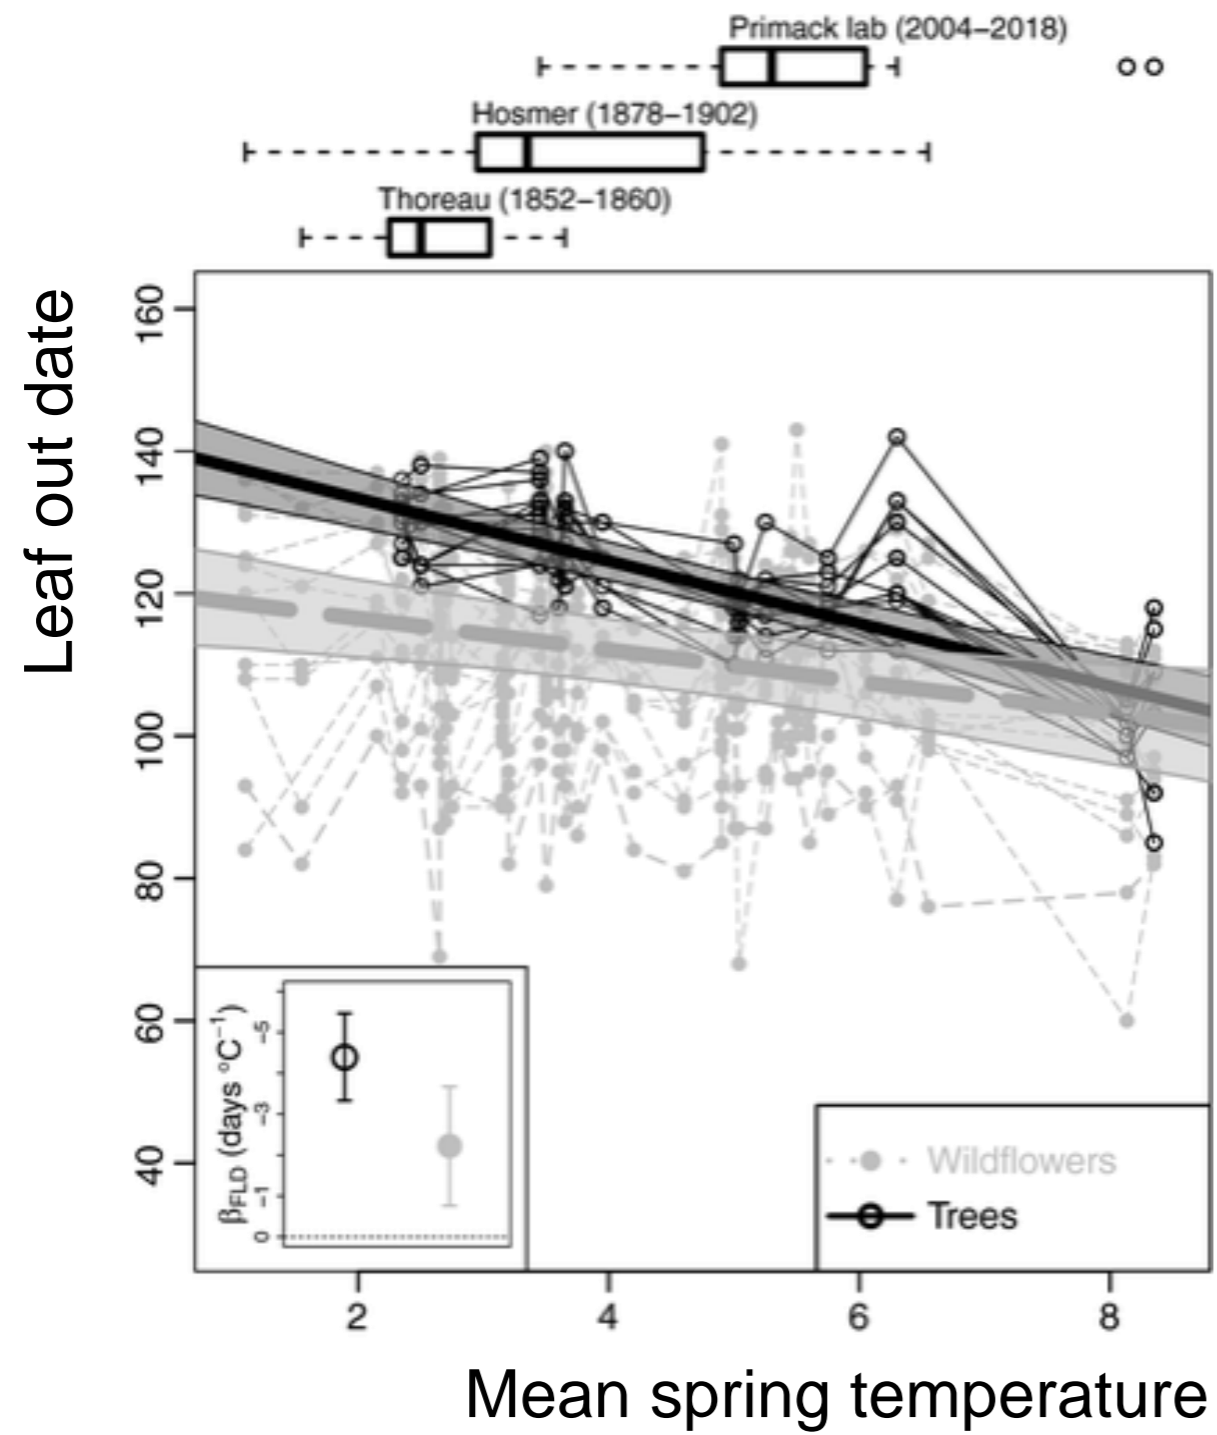 Primack lab (2004–2018)
Hosmer (1878–1902)
Thoreau (1852–1860)
Leaf out date
160
140
120
100
80
60
40
βFLD (days °C⁻¹)
−5
−3
−1
0
Wildflowers
Trees
2 4 6 8
Mean spring temperature